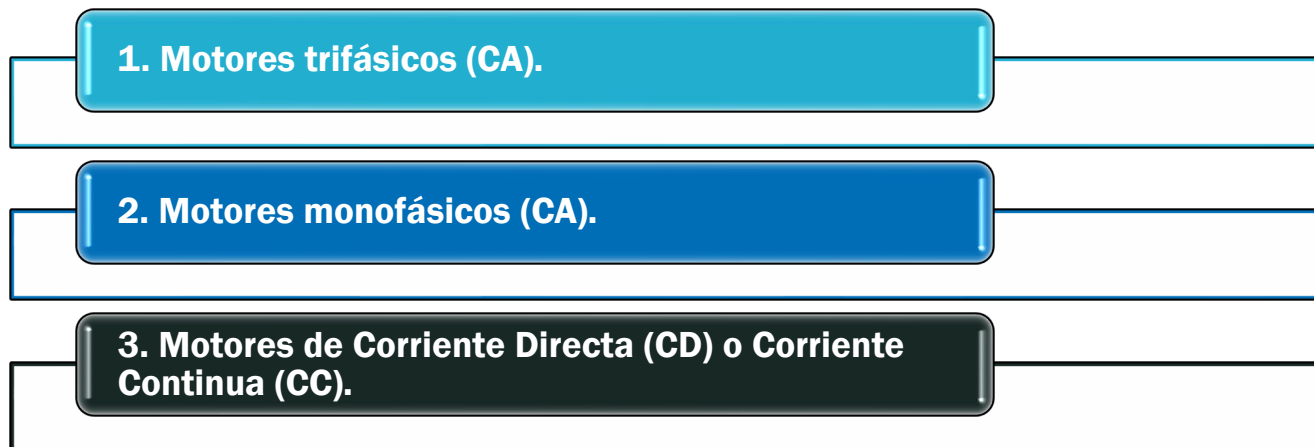 1. Motores trifásicos (CA).
2. Motores monofásicos (CA).
3. Motores de Corriente Directa (CD) o Corriente
Continua (CC).